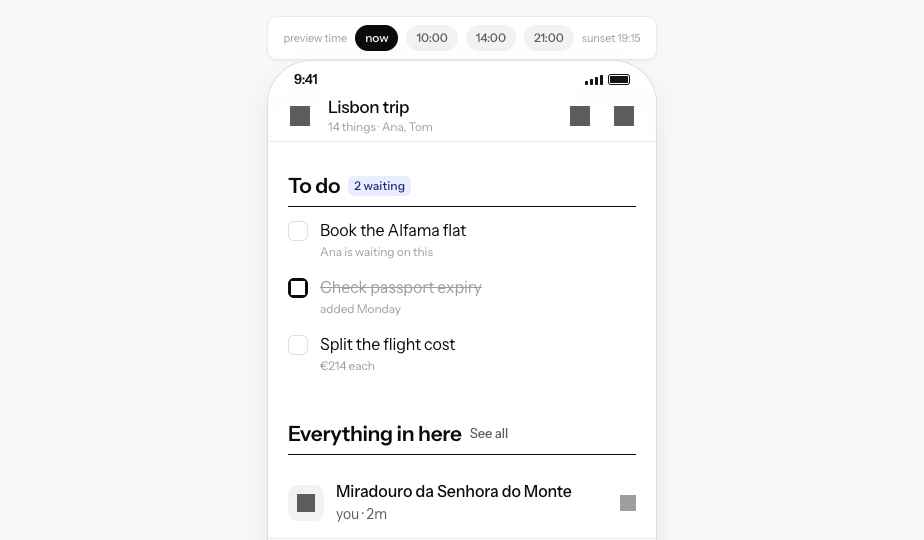 preview time now 10:00 14:00 21:00 sunset 19:15
9:41
Lisbon trip
14 things · Ana, Tom
To do 2 waiting
Book the Alfama flat
Ana is waiting on this
Check passport expiry
added Monday
Split the flight cost
€214 each
Everything in here See all
Miradouro da Senhora do Monte
you · 2m